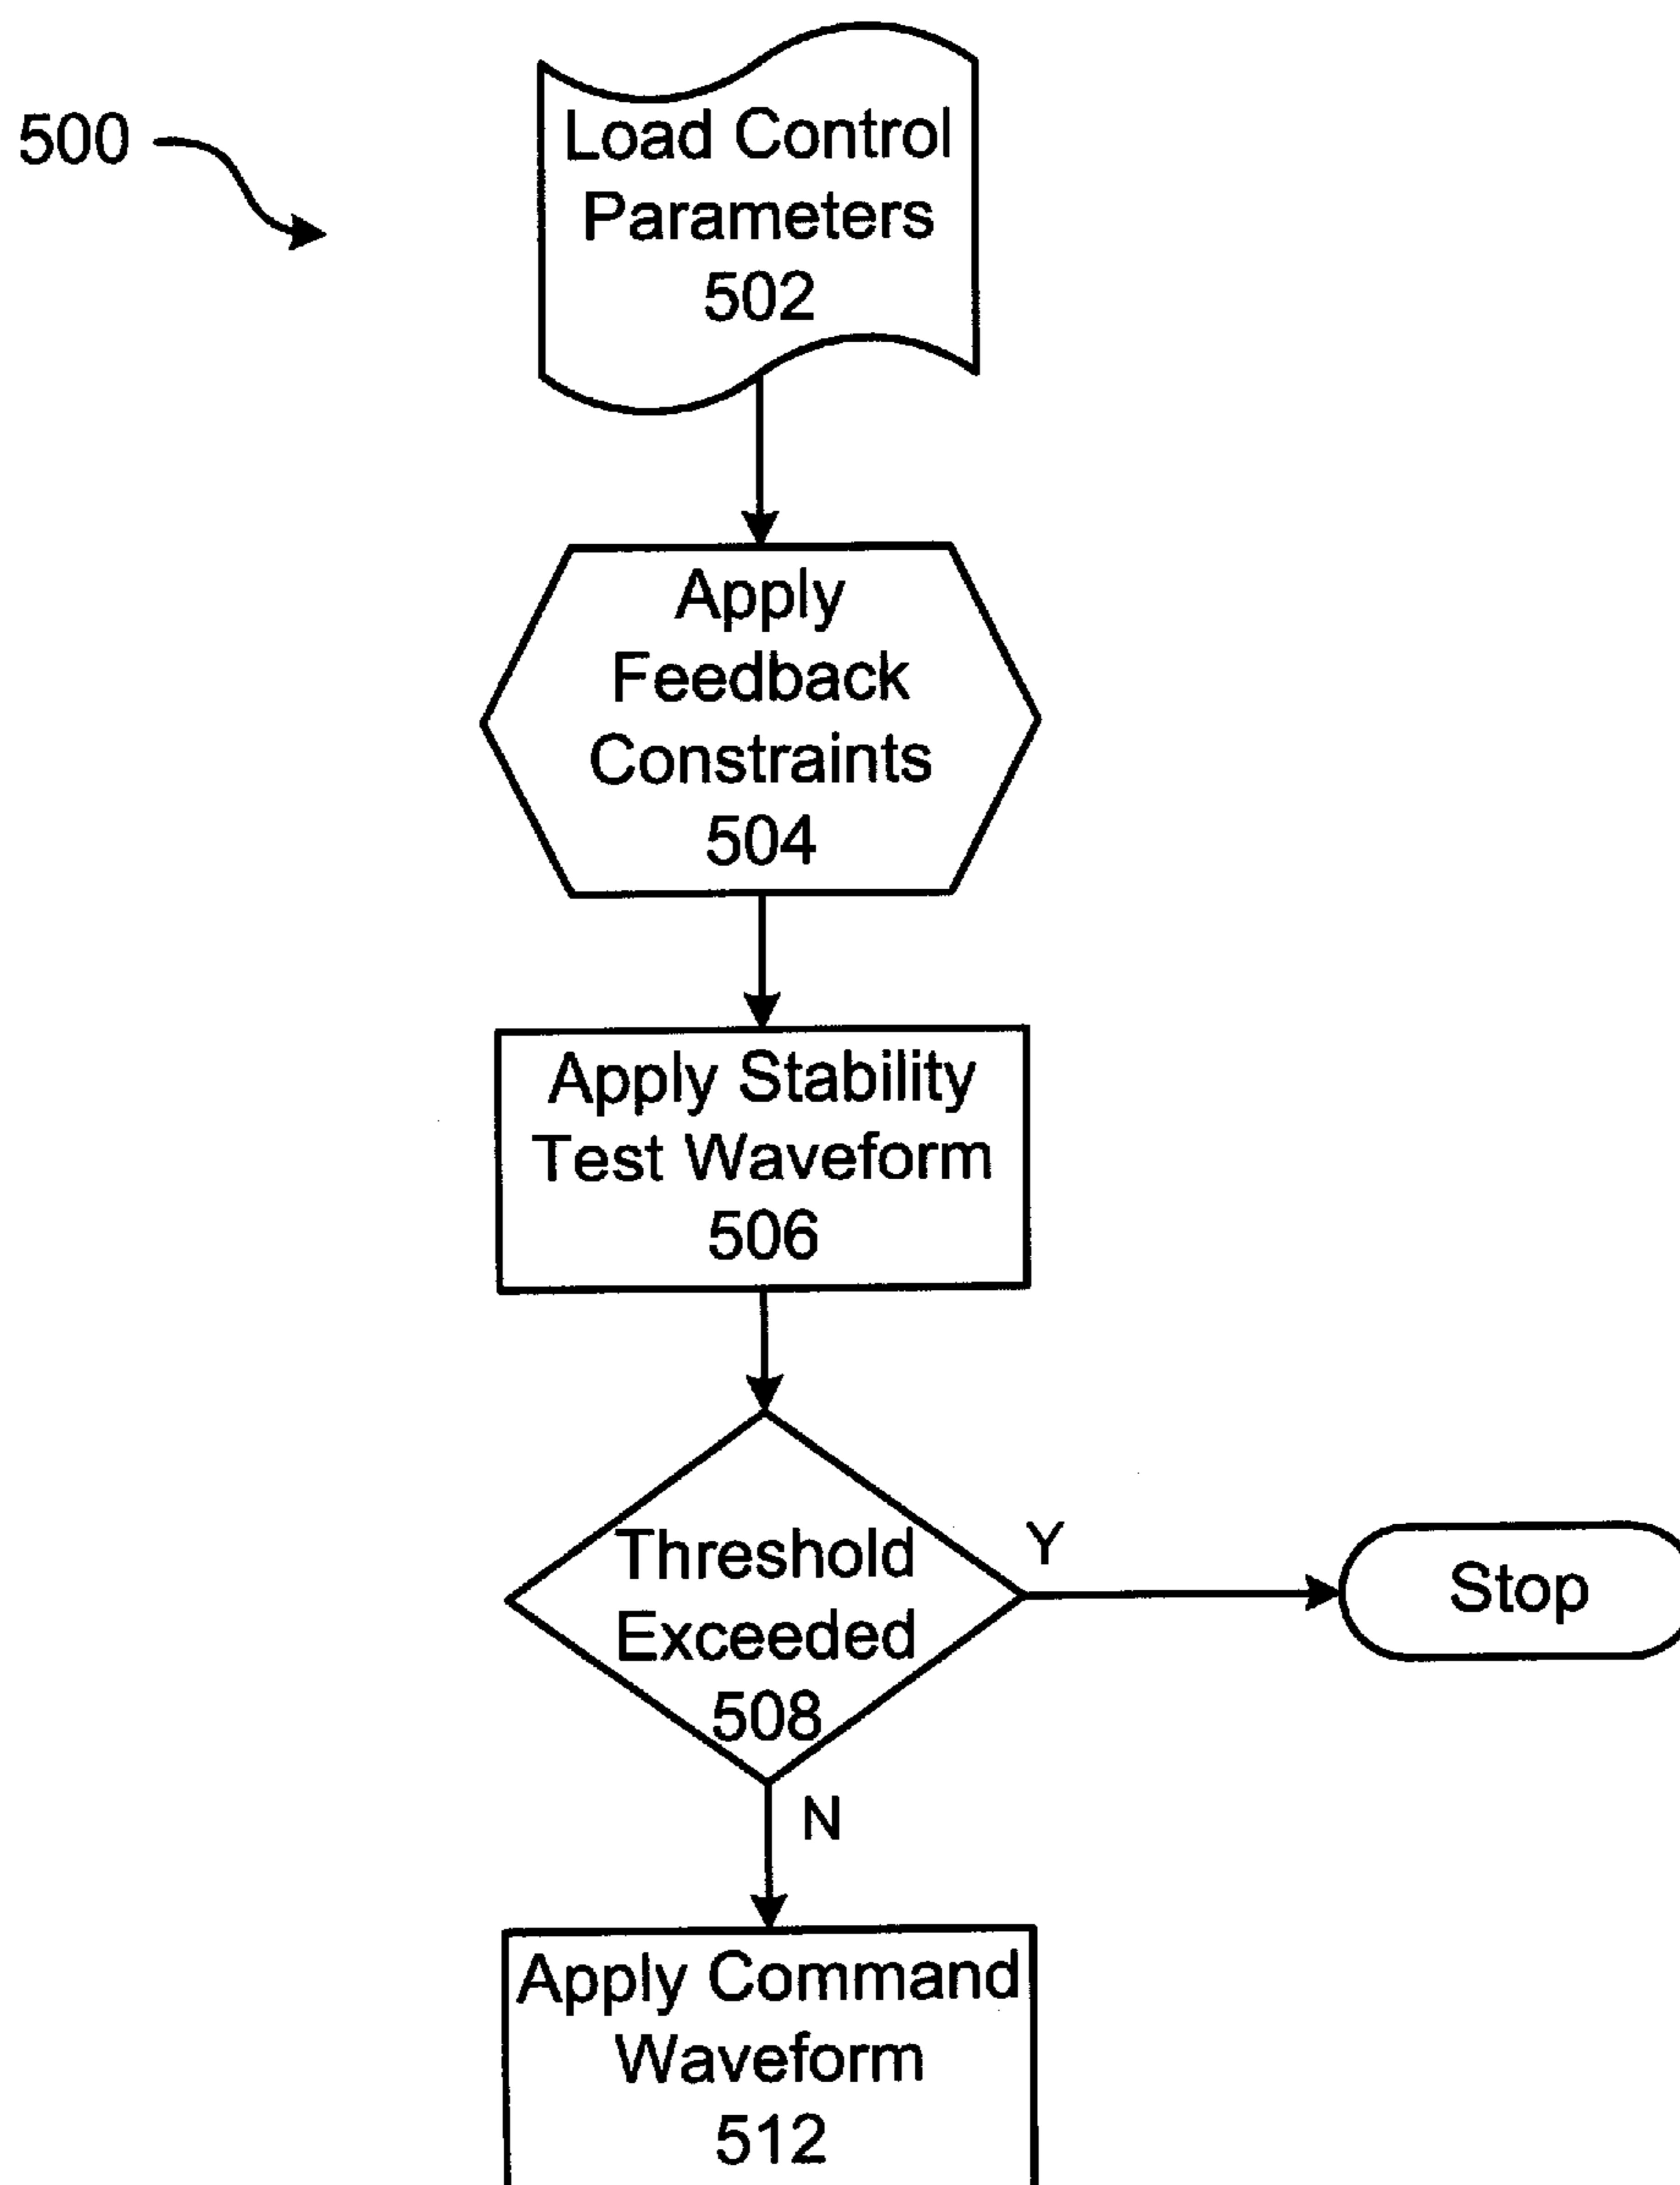 500
Load Control
Parameters
502
Apply
Feedback
Constraints
504
Apply Stability
Test Waveform
506
Threshold
Exceeded
508
Y
Stop
N
Apply Command
Waveform
512